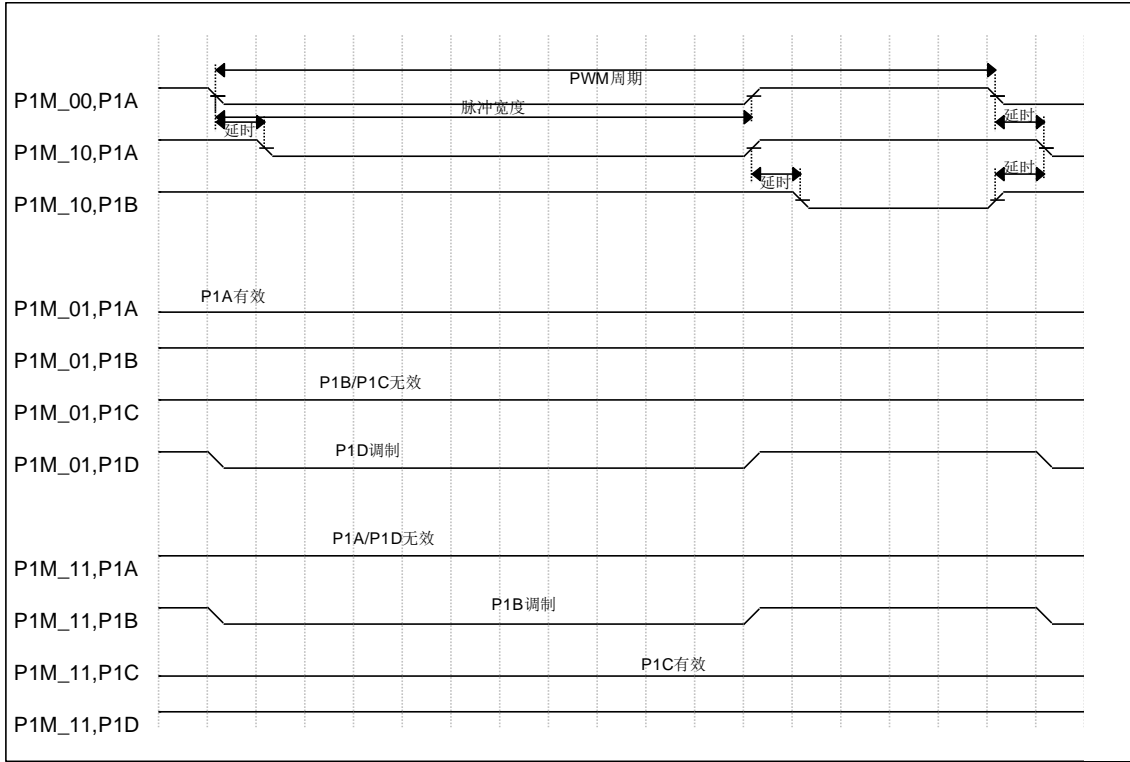 PWM周期
P1M_00,P1A
脉冲宽度
延时
延时
P1M_10,P1A
延时
延时
P1M_10,P1B
P1A有效
P1M_01,P1A
P1M_01,P1B
P1B/P1C无效
P1M_01,P1C
P1D调制
P1M_01,P1D
P1A/P1D无效
P1M_11,P1A
P1B调制
P1M_11,P1B
P1C有效
P1M_11,P1C
P1M_11,P1D